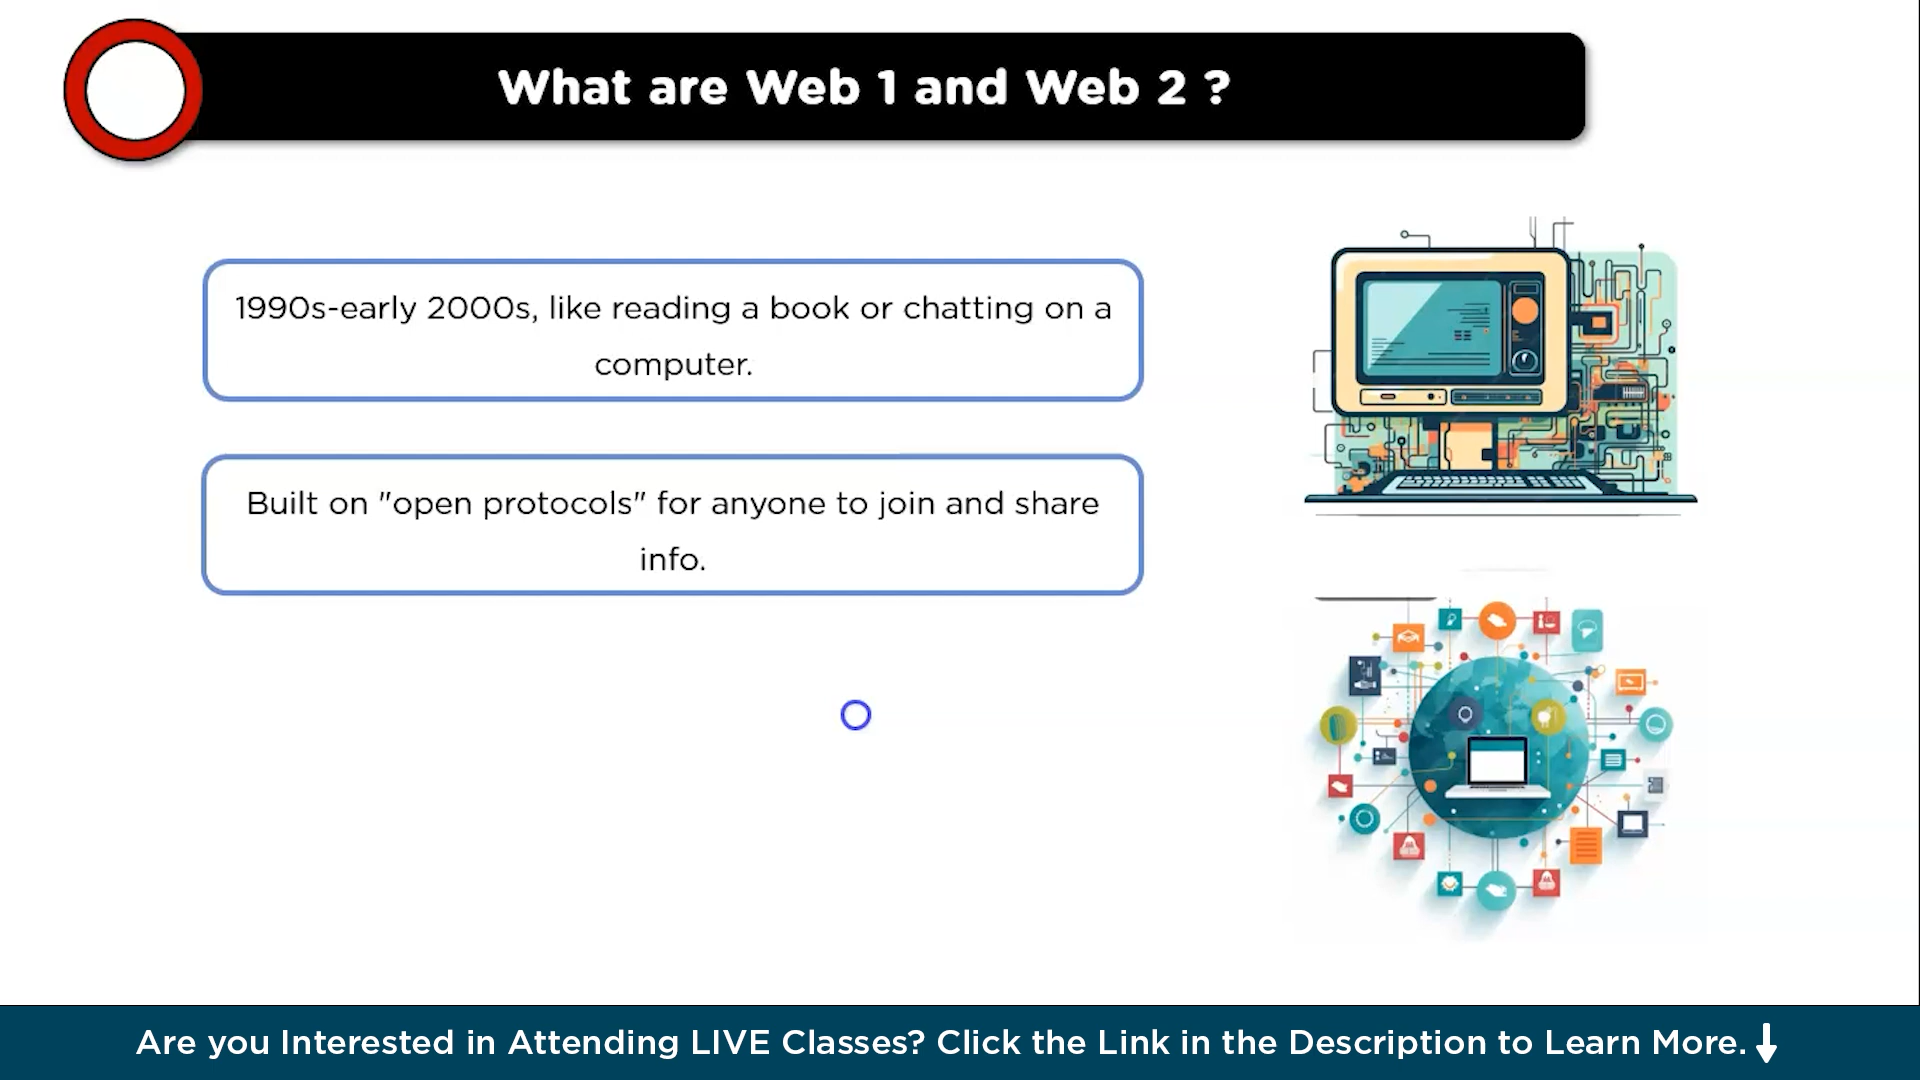 What are Web 1 and Web 2 ?
1990s-early 2000s, like reading a book or chatting on a
computer.
Built on "open protocols" for anyone to join and share
info.
Are you Interested in Attending LIVE Classes? Click the Link in the Description to Learn More.